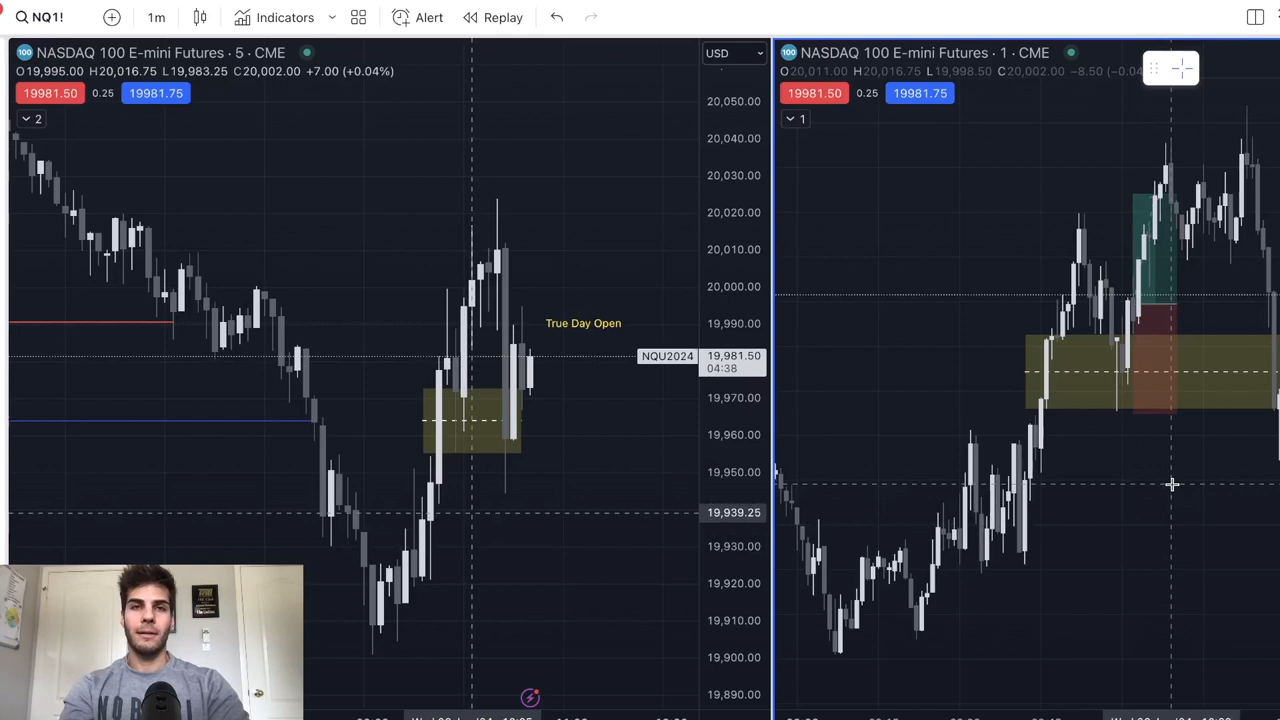 NQ1!
1m
Indicators
Alert
Replay
100 NASDAQ 100 E-mini Futures · 5 · CME
O19,995.00 H20,016.75 L19,983.25 C20,002.00 +7.00 (+0.04%)
19981.50 0.25 19981.75
2
USD
20,050.00
20,040.00
20,030.00
20,020.00
20,010.00
20,000.00
19,990.00
True Day Open
NQU2024 19,981.50
04:38
19,970.00
19,960.00
19,950.00
19,939.25
19,930.00
19,920.00
19,910.00
19,900.00
19,890.00
100 NASDAQ 100 E-mini Futures · 1 · CME
O20,011.00 H20,016.75 L19,998.50 C20,002.00 −8.50 (−0.04
19981.50 0.25 19981.75
1